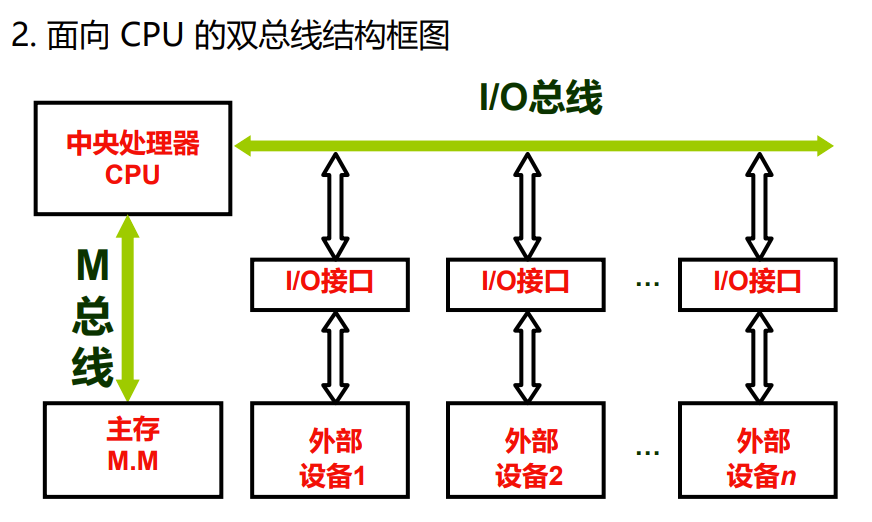 2. 面向 CPU 的双总线结构框图
I/O总线
中央处理器
CPU
M
总
线
I/O接口
I/O接口
…
I/O接口
主存
M.M
外部
设备1
外部
设备2
…
外部
设备n